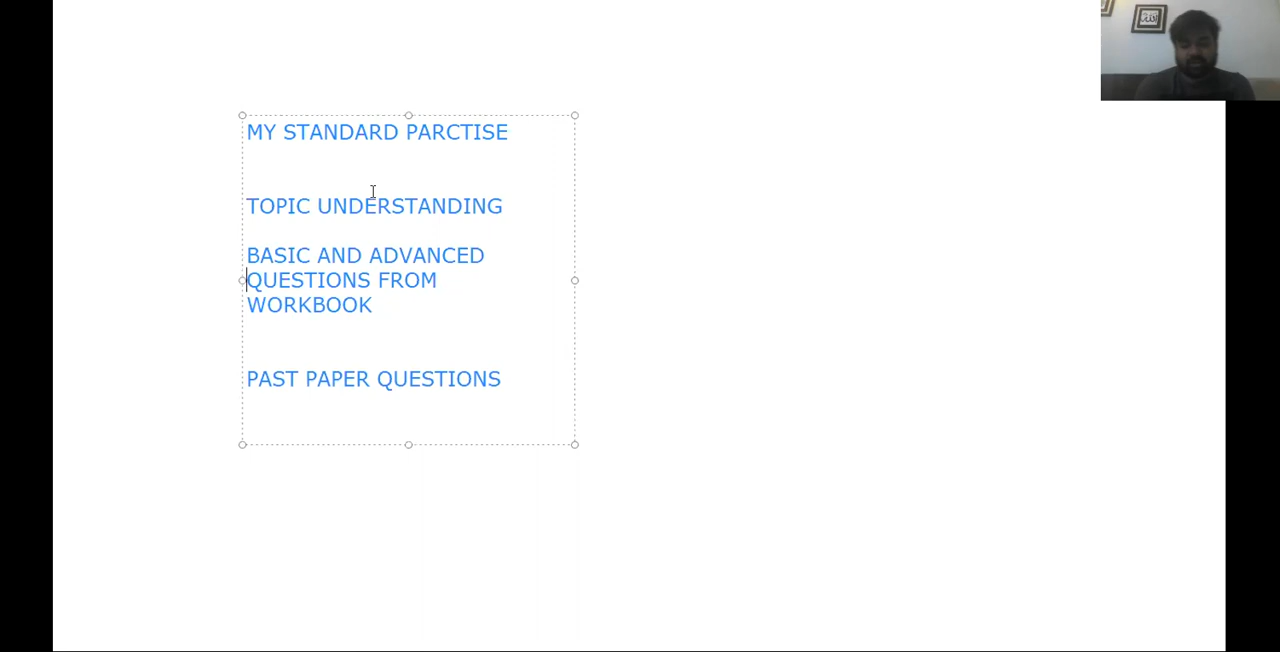 MY STANDARD PARCTISE
TOPIC UNDERSTANDING
BASIC AND ADVANCED
QUESTIONS FROM
WORKBOOK
PAST PAPER QUESTIONS